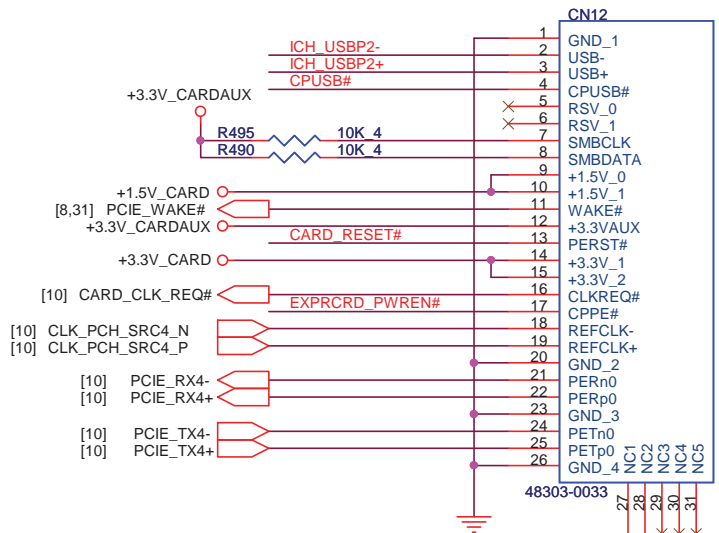 CN12
1 GND_1
ICH_USBP2- 2 USB-
ICH_USBP2+ 3 USB+
CPUSB# 4 CPUSB#
+3.3V_CARDAUX
5 RSV_0
6 RSV_1
R495 10K_4 7 SMBCLK
R490 10K_4 8 SMBDATA
9 +1.5V_0
+1.5V_CARD 10 +1.5V_1
[8,31] PCIE_WAKE# 11 WAKE#
+3.3V_CARDAUX 12 +3.3VAUX
CARD_RESET# 13 PERST#
+3.3V_CARD 14 +3.3V_1
15 +3.3V_2
[10] CARD_CLK_REQ# 16 CLKREQ#
EXPRCRD_PWREN# 17 CPPE#
[10] CLK_PCH_SRC4_N 18 REFCLK-
[10] CLK_PCH_SRC4_P 19 REFCLK+
20 GND_2
[10] PCIE_RX4- 21 PERn0
[10] PCIE_RX4+ 22 PERp0
23 GND_3
[10] PCIE_TX4- 24 PETn0
[10] PCIE_TX4+ 25 PETp0
26 GND_4
NC1 NC2 NC3 NC4 NC5
48303-0033
27 28 29 30 31